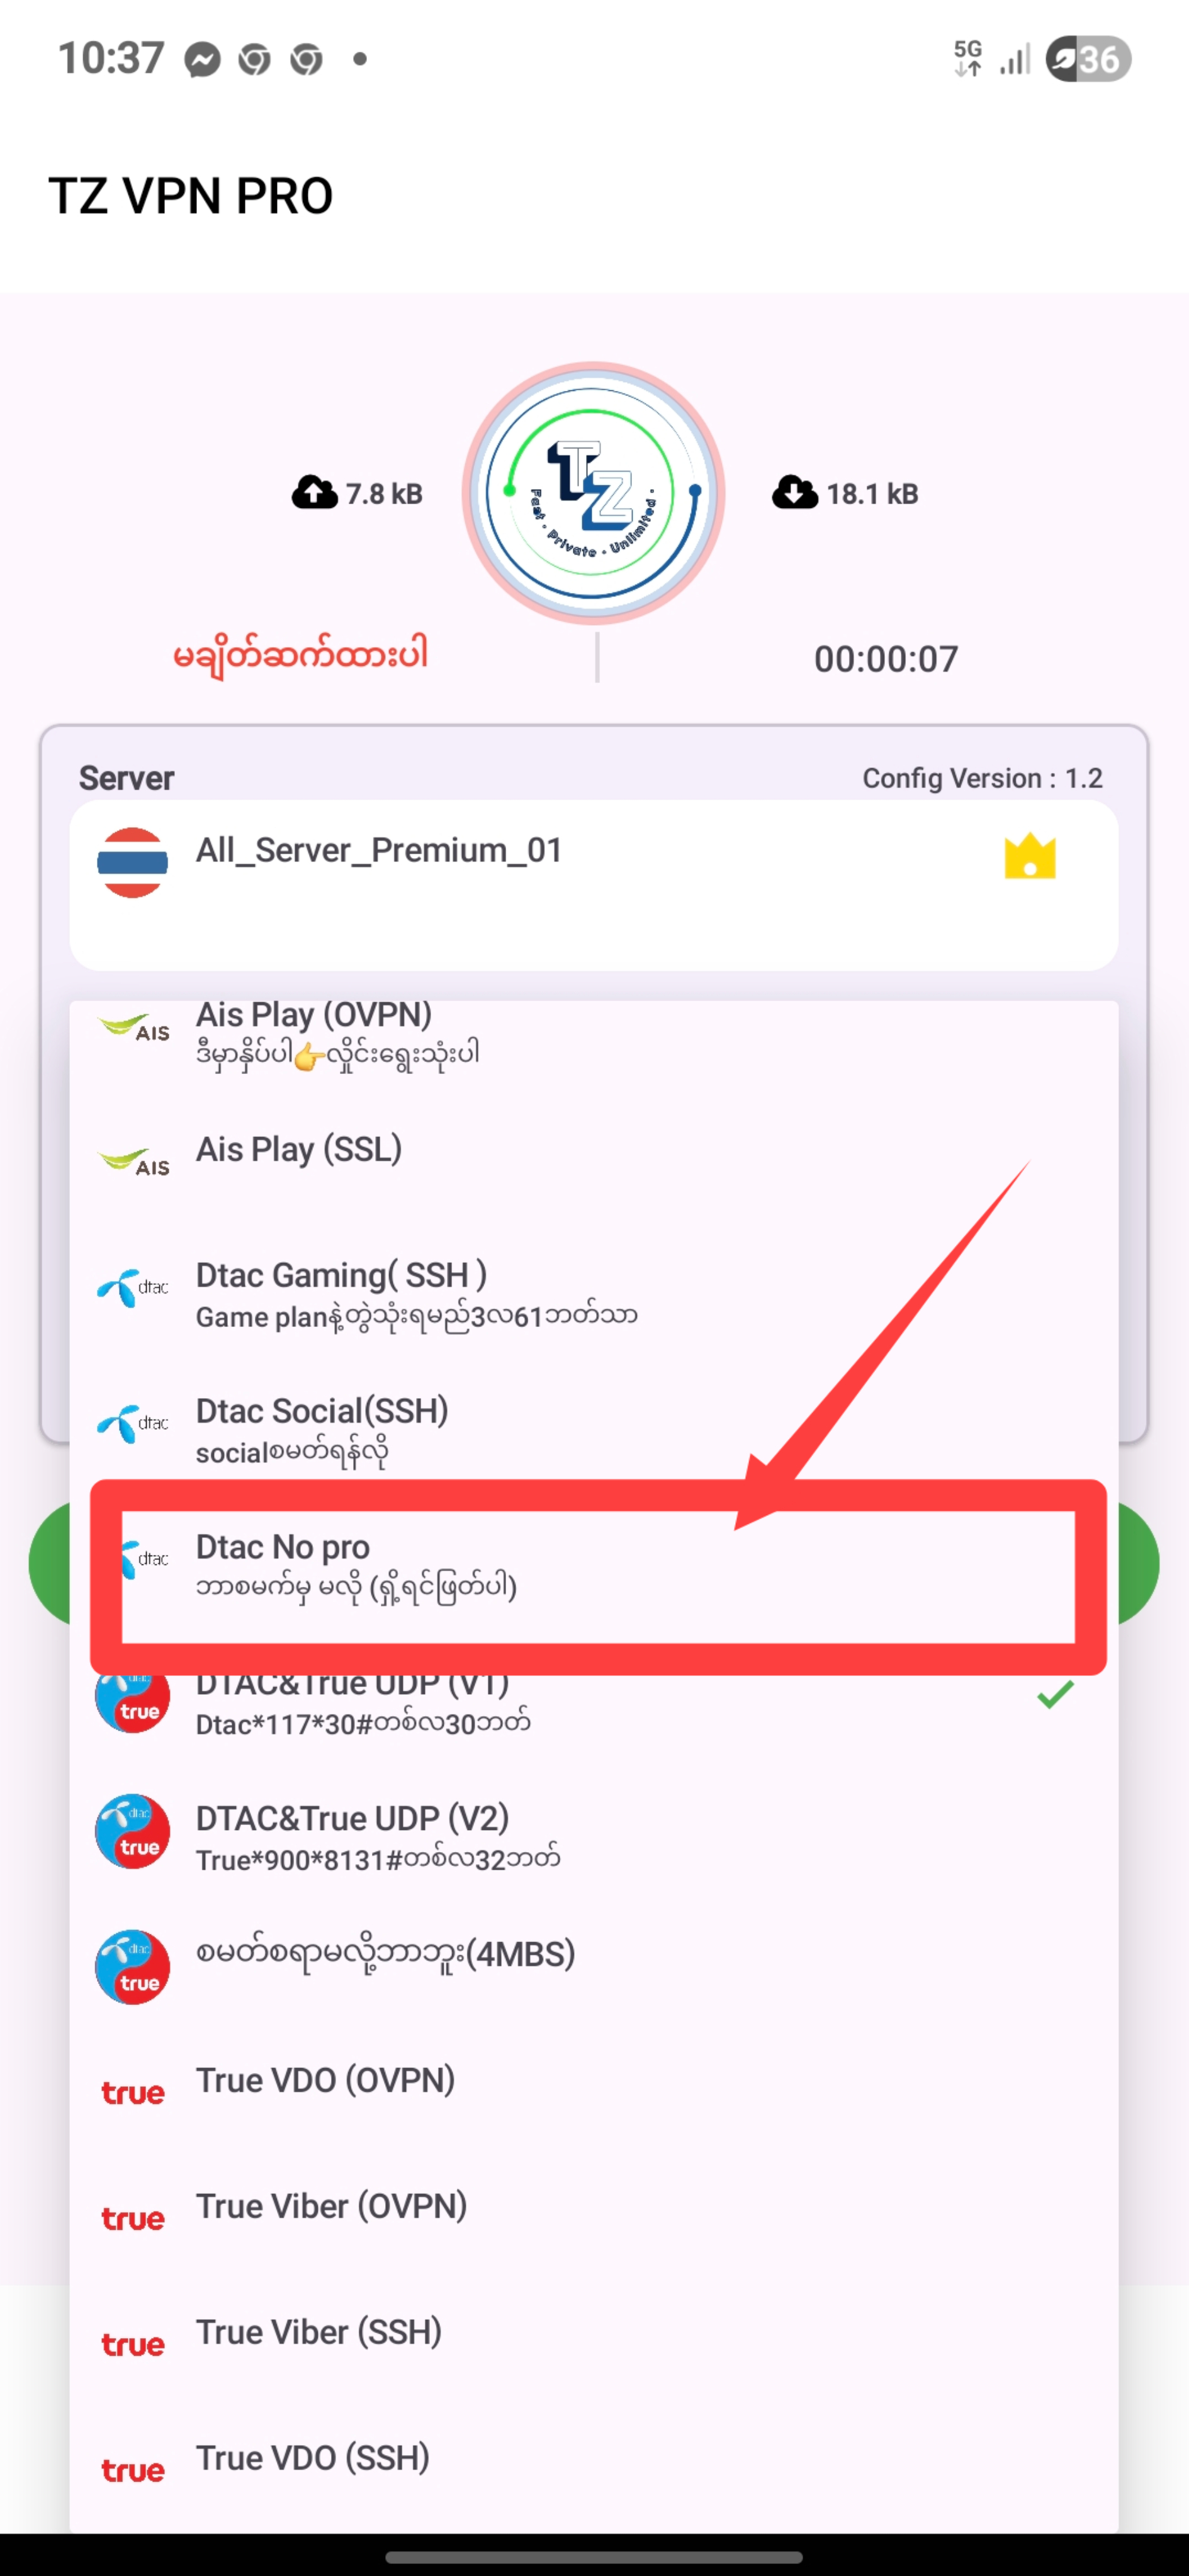 10:37
5G
36
TZ VPN PRO
7.8 kB
TZ
Fast · Private · Unlimited ·
18.1 kB
မချိတ်ဆက်ထားပါ
00:00:07
Server
Config Version : 1.2
All_Server_Premium_01
AIS
Ais Play (OVPN)
ဒီမှာနှိပ်ပါ👉လှိုင်းရွေးသုံးပါ
AIS
Ais Play (SSL)
dtac
Dtac Gaming( SSH )
Game planနဲ့တွဲသုံးရမည်3လ61ဘတ်သာ
dtac
Dtac Social(SSH)
socialစမတ်ရန်လို
dtac
Dtac No pro
ဘာစမက်မှ မလို (ရှို့ရင်ဖြတ်ပါ)
dtac
true
DTAC&True UDP (V1)
Dtac*117*30#တစ်လ30ဘတ်
dtac
true
DTAC&True UDP (V2)
True*900*8131#တစ်လ32ဘတ်
dtac
true
စမတ်စရာမလို့ဘာဘူး(4MBS)
true
True VDO (OVPN)
true
True Viber (OVPN)
true
True Viber (SSH)
true
True VDO (SSH)